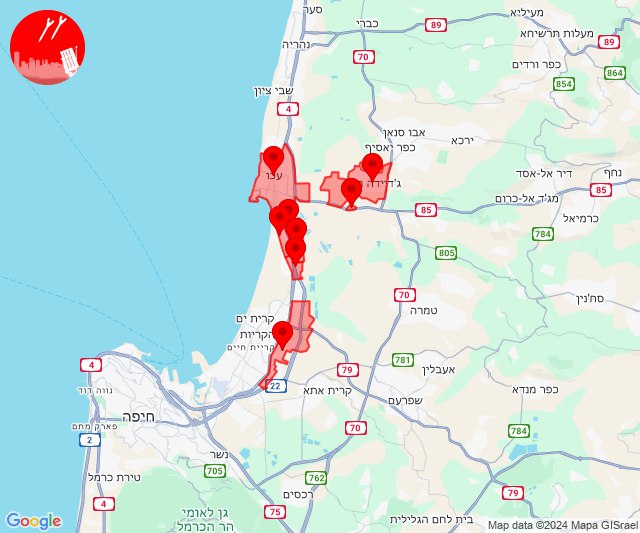 סער
מעיליא
כברי
89
מעלות תרשיחא
נהריה
89
70
כפר ורדים
864
854
שבי ציון
4
אבו סנאן
ירכא
כפר יאסיף
עכו
ג'דיידה
דיר אל-אסד
נחף
85
מג'ד אל-כרום
85
כרמיאל
784
805
70
סח'נין
קרית ים
טמרה
הקריות
קרית חיים
781
4
79
אעבלין
נווה דוד
22
קרית אתא
כפר מנדא
חיפה
שפרעם
פארק מתם
70
784
2
נשר
705
762
טירת כרמל
רכסים
79
4
גן לאומי
75
הר הכרמל
בית לחם הגלילית
Google
Map data ©2024 Mapa GISrael